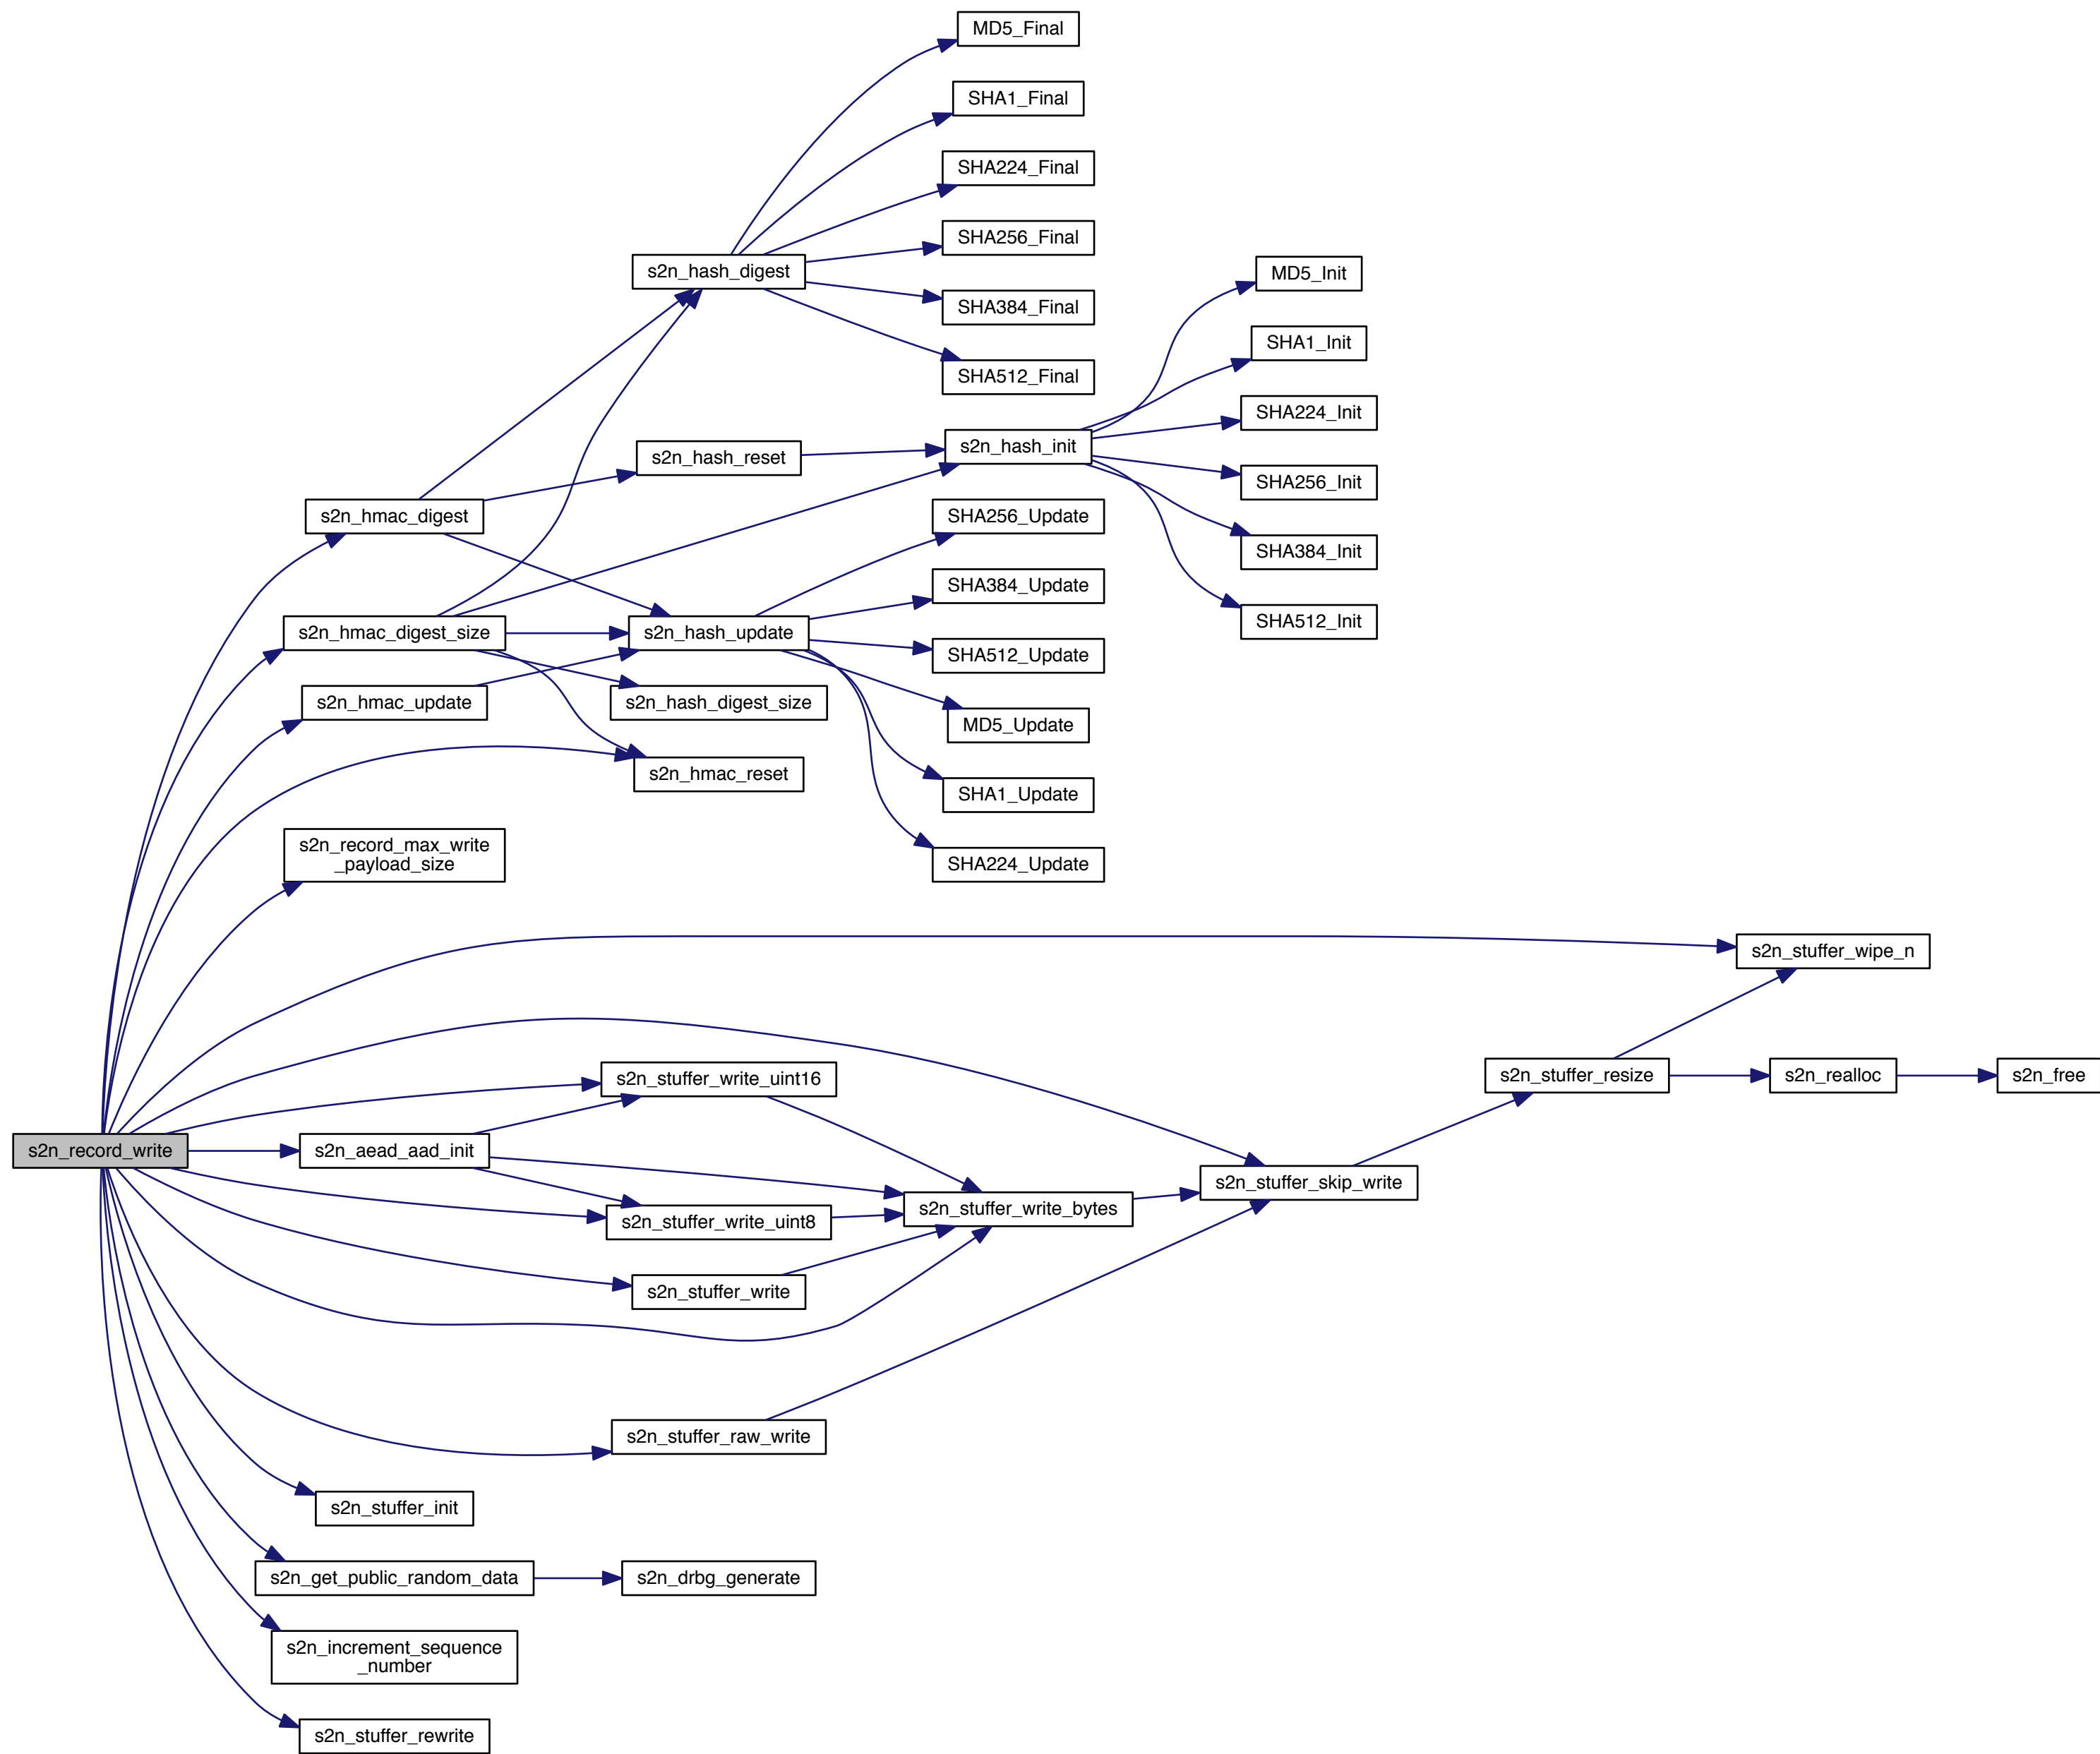 MD5_Final
SHA1_Final
SHA224_Final
SHA256_Final
s2n_hash_digest
MD5_Init
SHA384_Final
SHA1_Init
SHA512_Final
SHA224_Init
s2n_hash_init
s2n_hash_reset
SHA256_Init
s2n_hmac_digest
SHA256_Update
SHA384_Init
SHA384_Update
SHA512_Init
s2n_hmac_digest_size
s2n_hash_update
SHA512_Update
s2n_hmac_update
s2n_hash_digest_size
MD5_Update
s2n_hmac_reset
SHA1_Update
s2n_record_max_write
_payload_size
SHA224_Update
s2n_stuffer_wipe_n
s2n_stuffer_write_uint16
s2n_stuffer_resize
s2n_realloc
s2n_free
s2n_record_write
s2n_aead_aad_init
s2n_stuffer_skip_write
s2n_stuffer_write_bytes
s2n_stuffer_write_uint8
s2n_stuffer_write
s2n_stuffer_raw_write
s2n_stuffer_init
s2n_get_public_random_data
s2n_drbg_generate
s2n_increment_sequence
_number
s2n_stuffer_rewrite